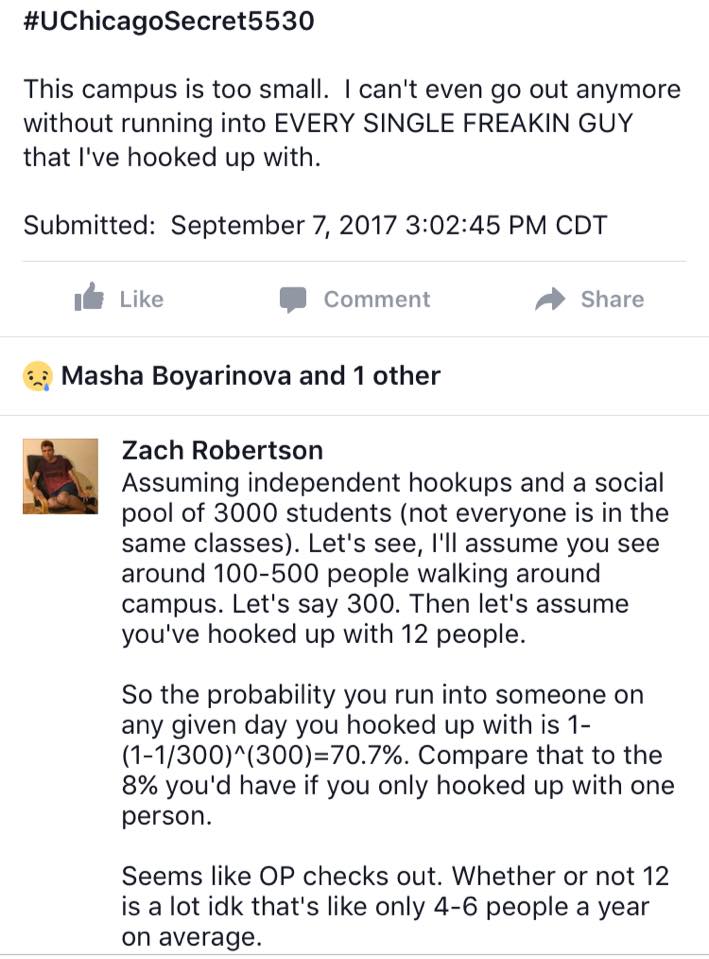 #UChicagoSecret5530
This campus is too small.  I can't even go out anymore
without running into EVERY SINGLE FREAKIN GUY
that I've hooked up with.
Submitted:  September 7, 2017 3:02:45 PM CDT
Like Comment Share
Masha Boyarinova and 1 other
Zach Robertson
Assuming independent hookups and a social
pool of 3000 students (not everyone is in the
same classes). Let's see, I'll assume you see
around 100-500 people walking around
campus. Let's say 300. Then let's assume
you've hooked up with 12 people.
So the probability you run into someone on
any given day you hooked up with is 1-
(1-1/300)^(300)=70.7%. Compare that to the
8% you'd have if you only hooked up with one
person.
Seems like OP checks out. Whether or not 12
is a lot idk that's like only 4-6 people a year
on average.